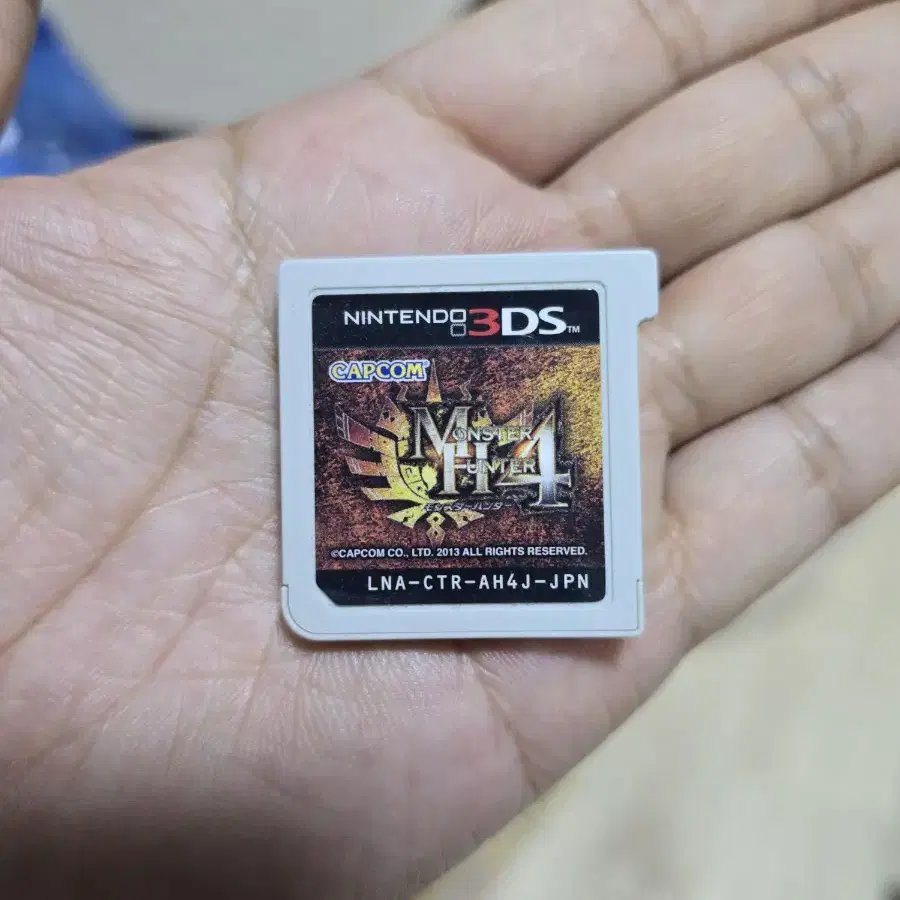 NINTENDO 3DS™
CAPCOM
MONSTER
HUNTER 4
モンスターハンター
©CAPCOM CO., LTD. 2013 ALL RIGHTS RESERVED.
LNA-CTR-AH4J-JPN